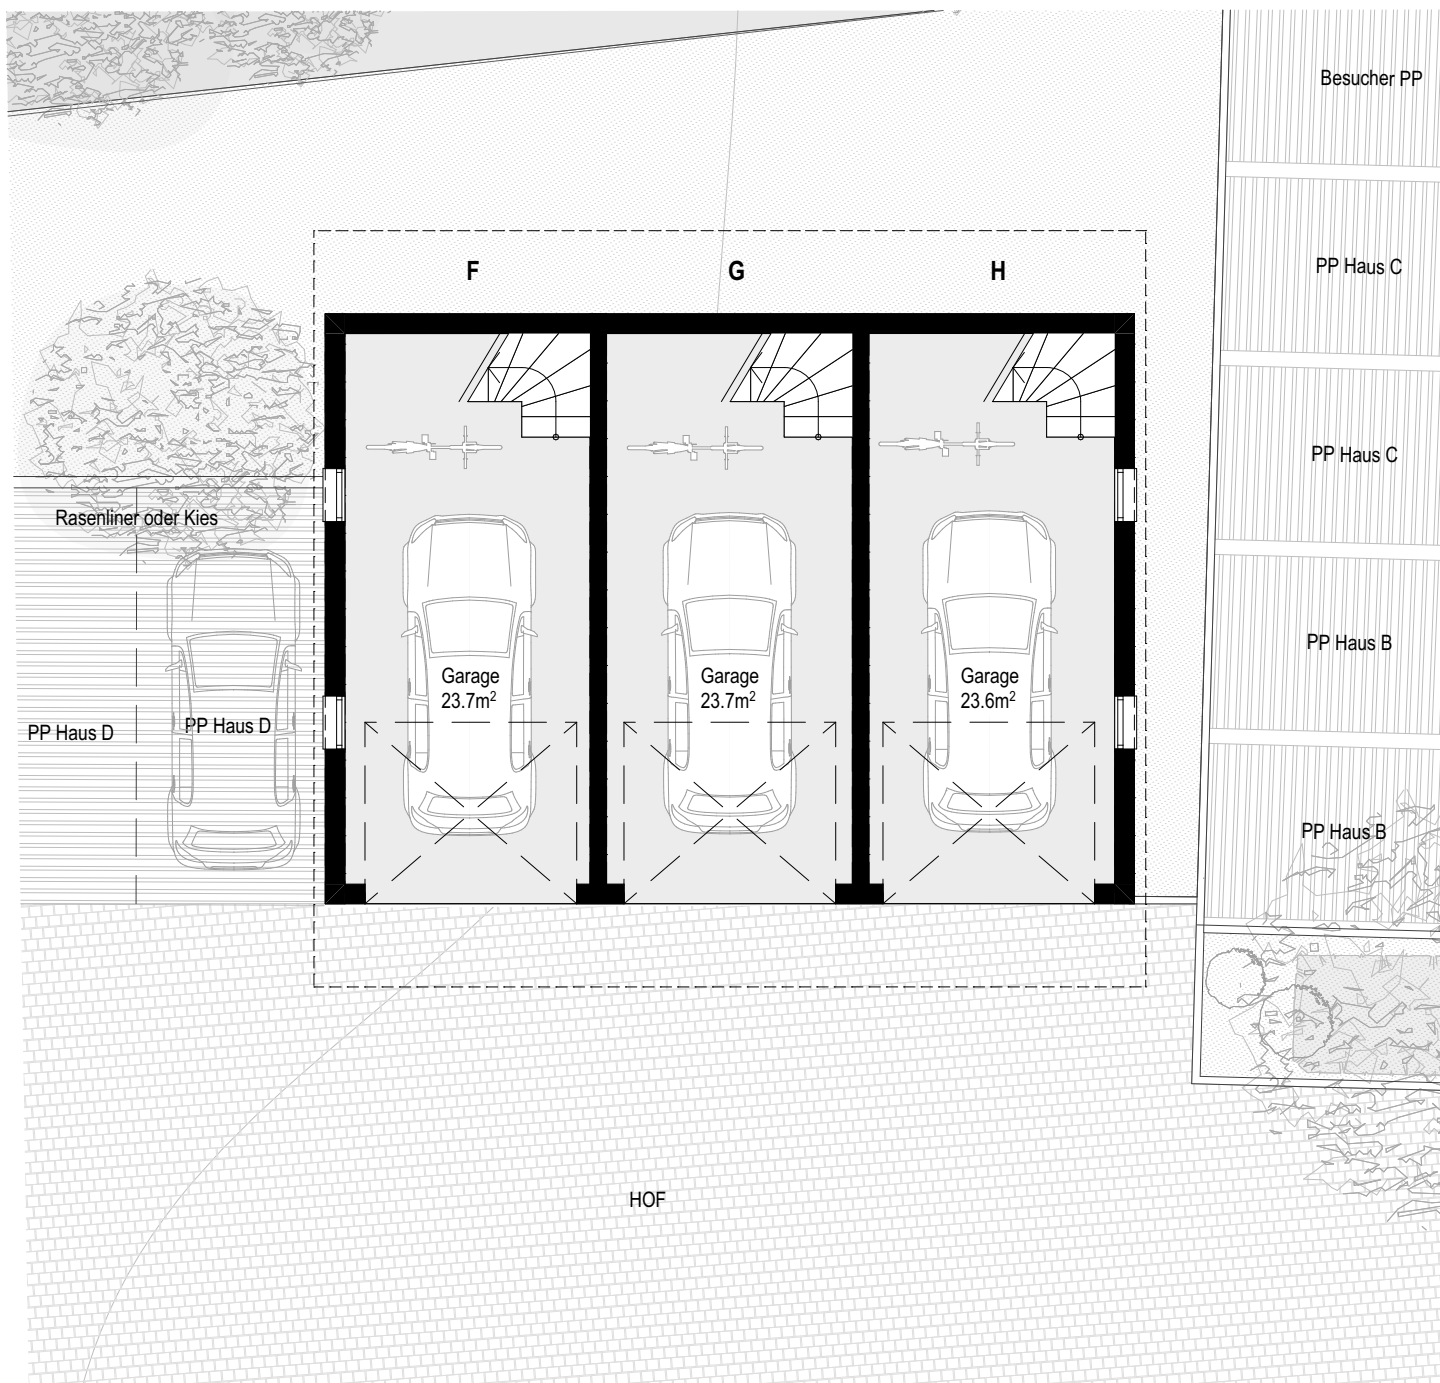 Besucher PP
PP Haus C
F
G
H
PP Haus C
Rasenliner oder Kies
PP Haus B
Garage
23.7m²
Garage
23.7m²
Garage
23.6m²
PP Haus D
PP Haus D
PP Haus B
HOF